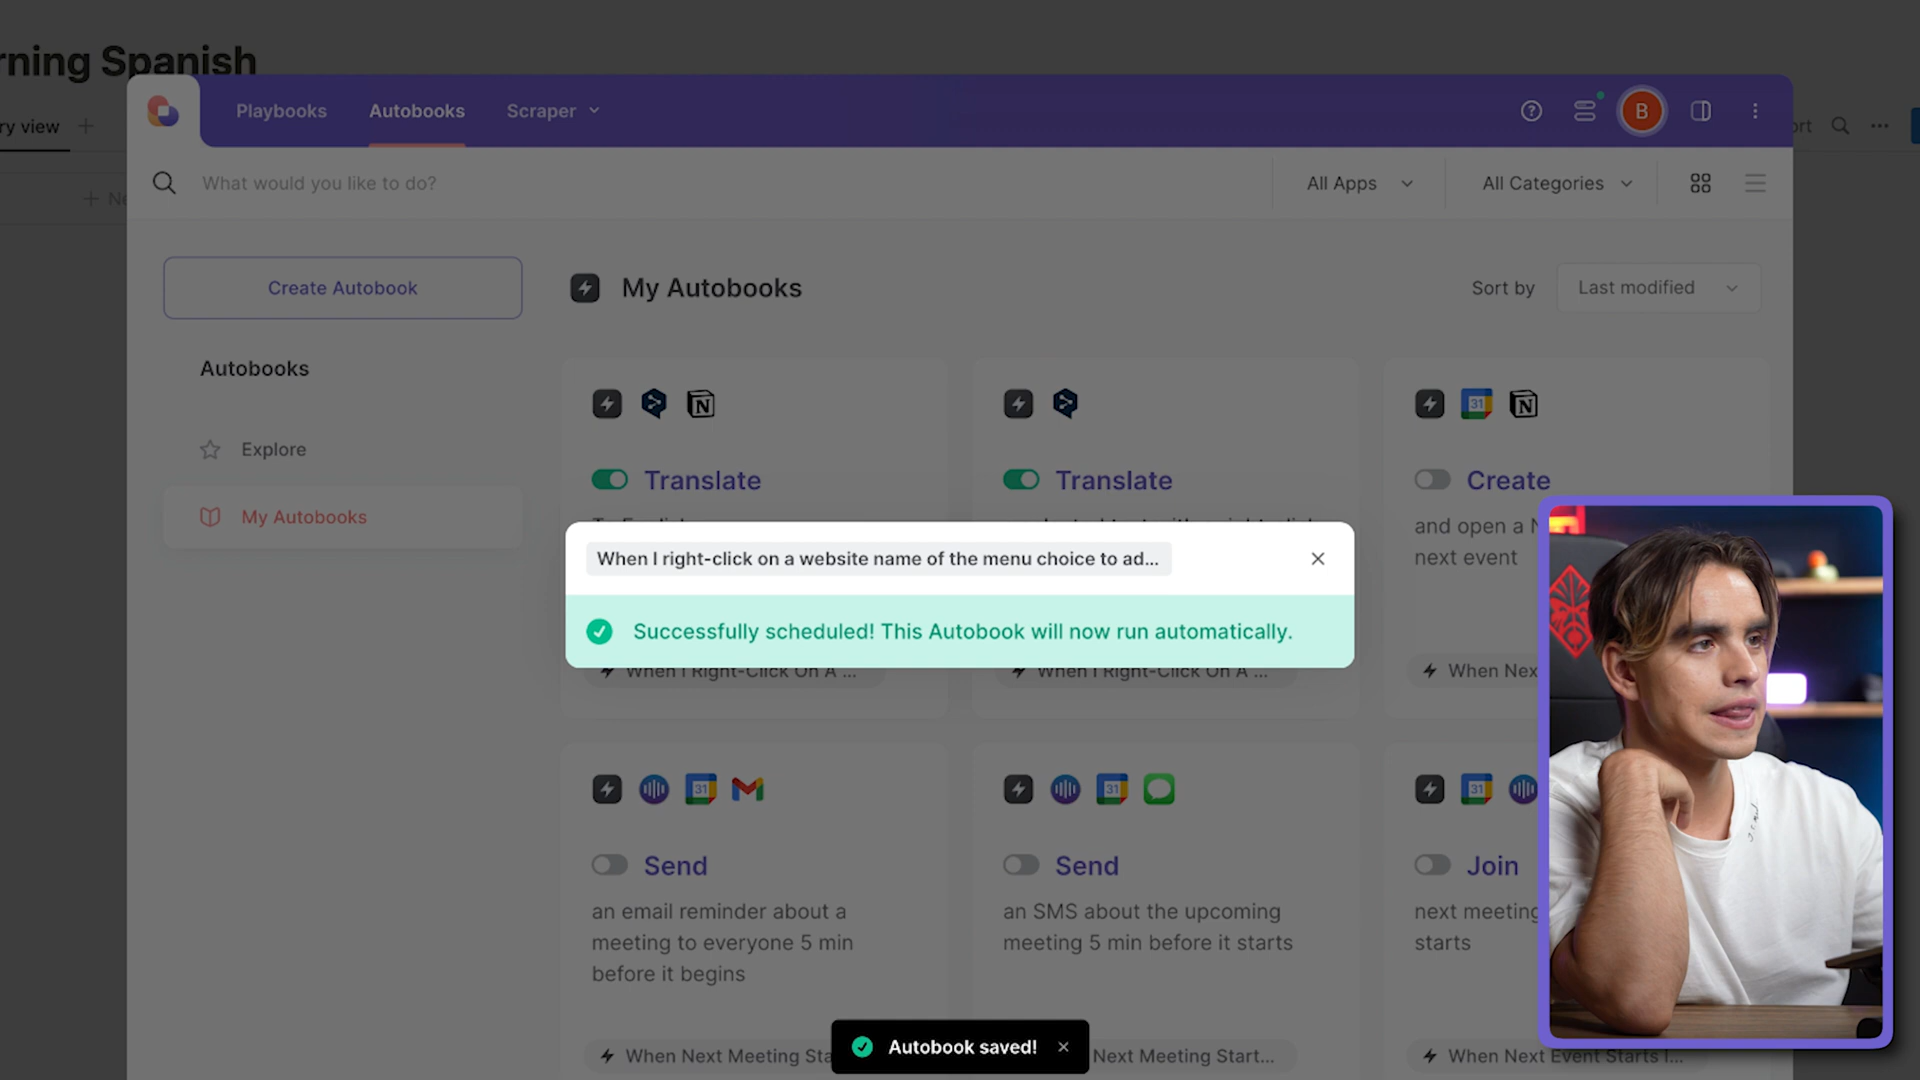 rning Spanish
ry view
Playbooks
Autobooks
Scraper
B
What would you like to do?
All Apps
All Categories
Create Autobook
My Autobooks
Sort by
Last modified
Autobooks
Explore
My Autobooks
31
Translate
Translate
Create
and open a N
next event
When I right-click on a website name of the menu choice to ad...
Successfully scheduled! This Autobook will now run automatically.
When I Right-Click On A ...
When I Right-Click On A ...
When Nex
31
31
31
Send
Send
Join
an email reminder about a
meeting to everyone 5 min
before it begins
an SMS about the upcoming
meeting 5 min before it starts
next meeting
starts
When Next Meeting Sta
Autobook saved!
Next Meeting Start...
When Next Event Starts I...